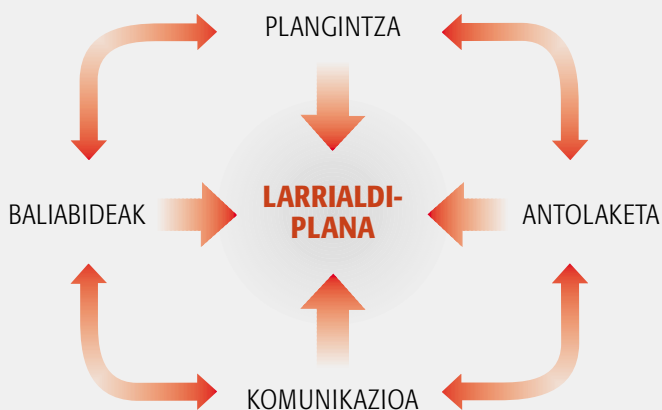 PLANGINTZA
BALIABIDEAK
LARRIALDI-
PLANA
ANTOLAKETA
KOMUNIKAZIOA